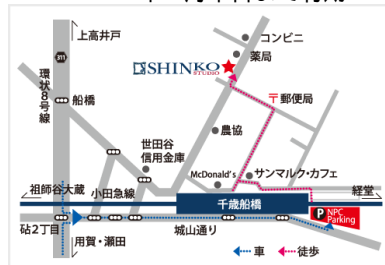 上高井戸
コンビニ
薬局
SHINKO
STUDIO
311
環状8号線
船橋
〒郵便局
農協
世田谷
信用金庫
McDonald's
サンマルク・カフェ
祖師谷大蔵
小田急線
経堂
千歳船橋
P NPC
Parking
砧2丁目
城山通り
用賀・瀬田
車
徒歩